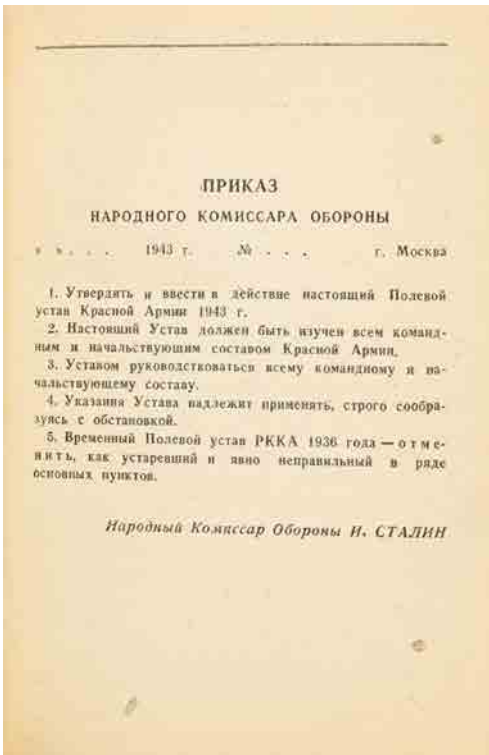 ПРИКАЗ
НАРОДНОГО КОМИССАРА ОБОРОНЫ
« » . . . 1943 г. № . . . г. Москва
1. Утвердить и ввести в действие настоящий Полевой
устав Красной Армии 1943 г.
2. Настоящий Устав должен быть изучен всем команд-
ным и начальствующим составом Красной Армии.
3. Уставом руководствоваться всему командному и на-
чальствующему составу.
4. Указания Устава надлежит применять, строго сообра-
зуясь с обстановкой.
5. Временный Полевой устав РККА 1936 года — о т м е-
н и т ь, как устаревший и явно неправильный в ряде
основных пунктов.
Народный Комиссар Обороны И. СТАЛИН